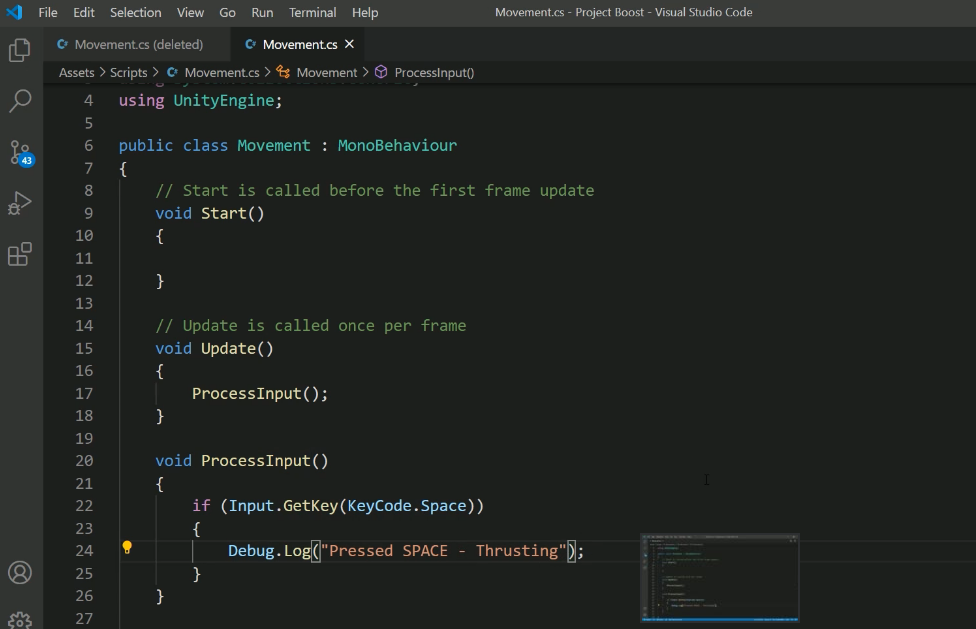 File Edit Selection View Go Run Terminal Help Movement.cs - Project Boost - Visual Studio Code
Movement.cs (deleted) Movement.cs
Assets > Scripts > Movement.cs > Movement > ProcessInput()
4 using UnityEngine;
5
6 public class Movement : MonoBehaviour
7 {
8 // Start is called before the first frame update
9 void Start()
10 {
11
12 }
13
14 // Update is called once per frame
15 void Update()
16 {
17 ProcessInput();
18 }
19
20 void ProcessInput()
21 {
22 if (Input.GetKey(KeyCode.Space))
23 {
24 Debug.Log("Pressed SPACE - Thrusting");
25 }
26 }
27
43